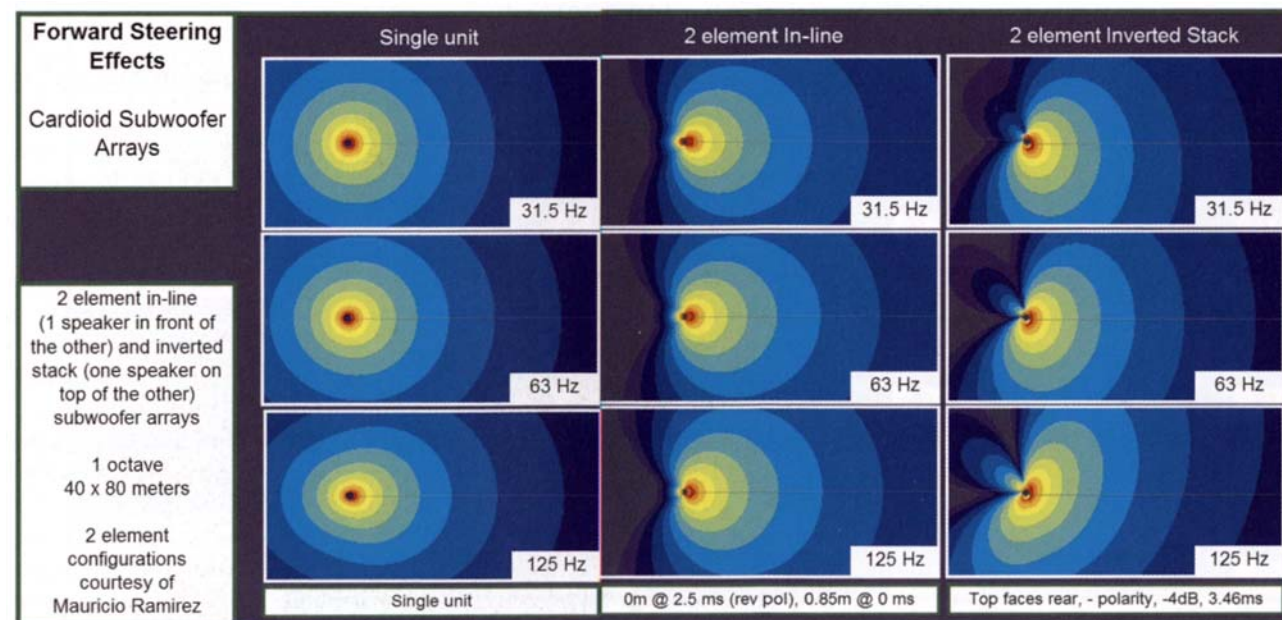 Forward Steering
Effects
Cardioid Subwoofer
Arrays
2 element in-line
(1 speaker in front of
the other) and inverted
stack (one speaker on
top of the other)
subwoofer arrays
1 octave
40 x 80 meters
2 element
configurations
courtesy of
Mauricio Ramirez
Single unit
31.5 Hz
63 Hz
125 Hz
Single unit
2 element In-line
31.5 Hz
63 Hz
125 Hz
0m @ 2.5 ms (rev pol), 0.85m @ 0 ms
2 element Inverted Stack
31.5 Hz
63 Hz
125 Hz
Top faces rear, - polarity, -4dB, 3.46ms